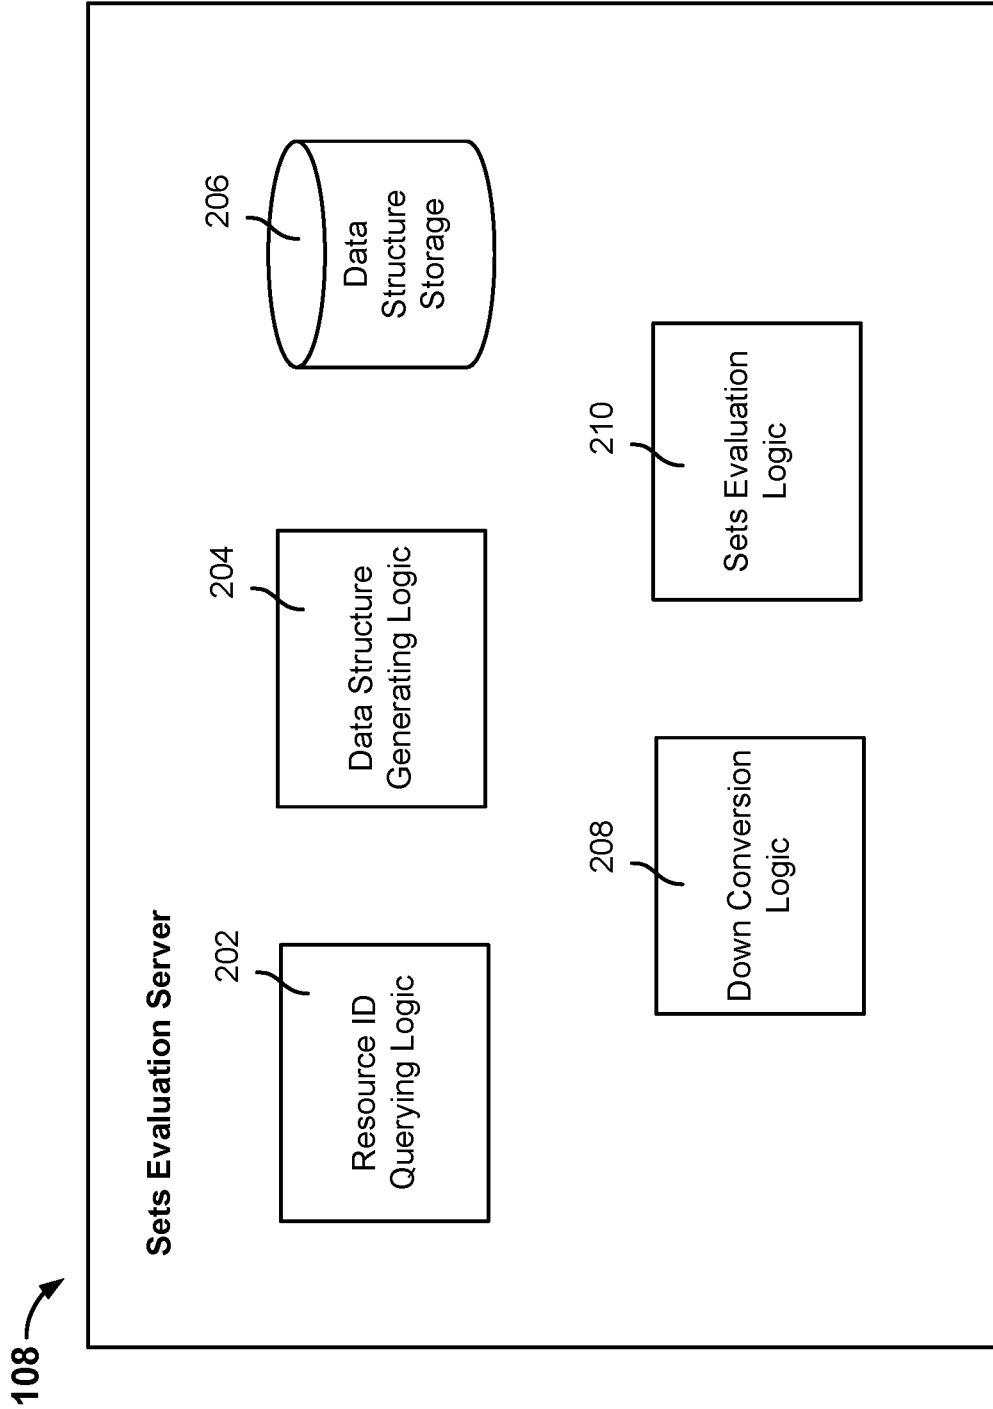 108
Sets Evaluation Server
202
Resource ID
Querying Logic
204
Data Structure
Generating Logic
206
Data
Structure
Storage
208
Down Conversion
Logic
210
Sets Evaluation
Logic